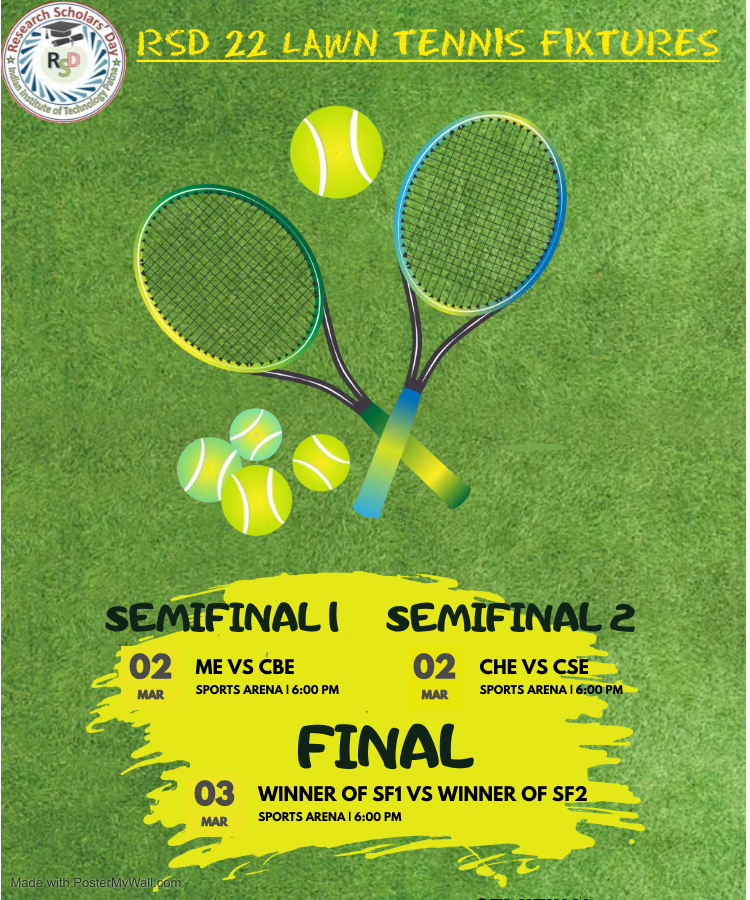 Research Scholars' Day
RSD
Indian Institute of Technology Patna
RSD 22 LAWN TENNIS FIXTURES
SEMIFINAL 1
02
MAR
ME VS CBE
SPORTS ARENA | 6:00 PM
SEMIFINAL 2
02
MAR
CHE VS CSE
SPORTS ARENA | 6:00 PM
FINAL
03
MAR
WINNER OF SF1 VS WINNER OF SF2
SPORTS ARENA | 6:00 PM
Made with PosterMyWall.com